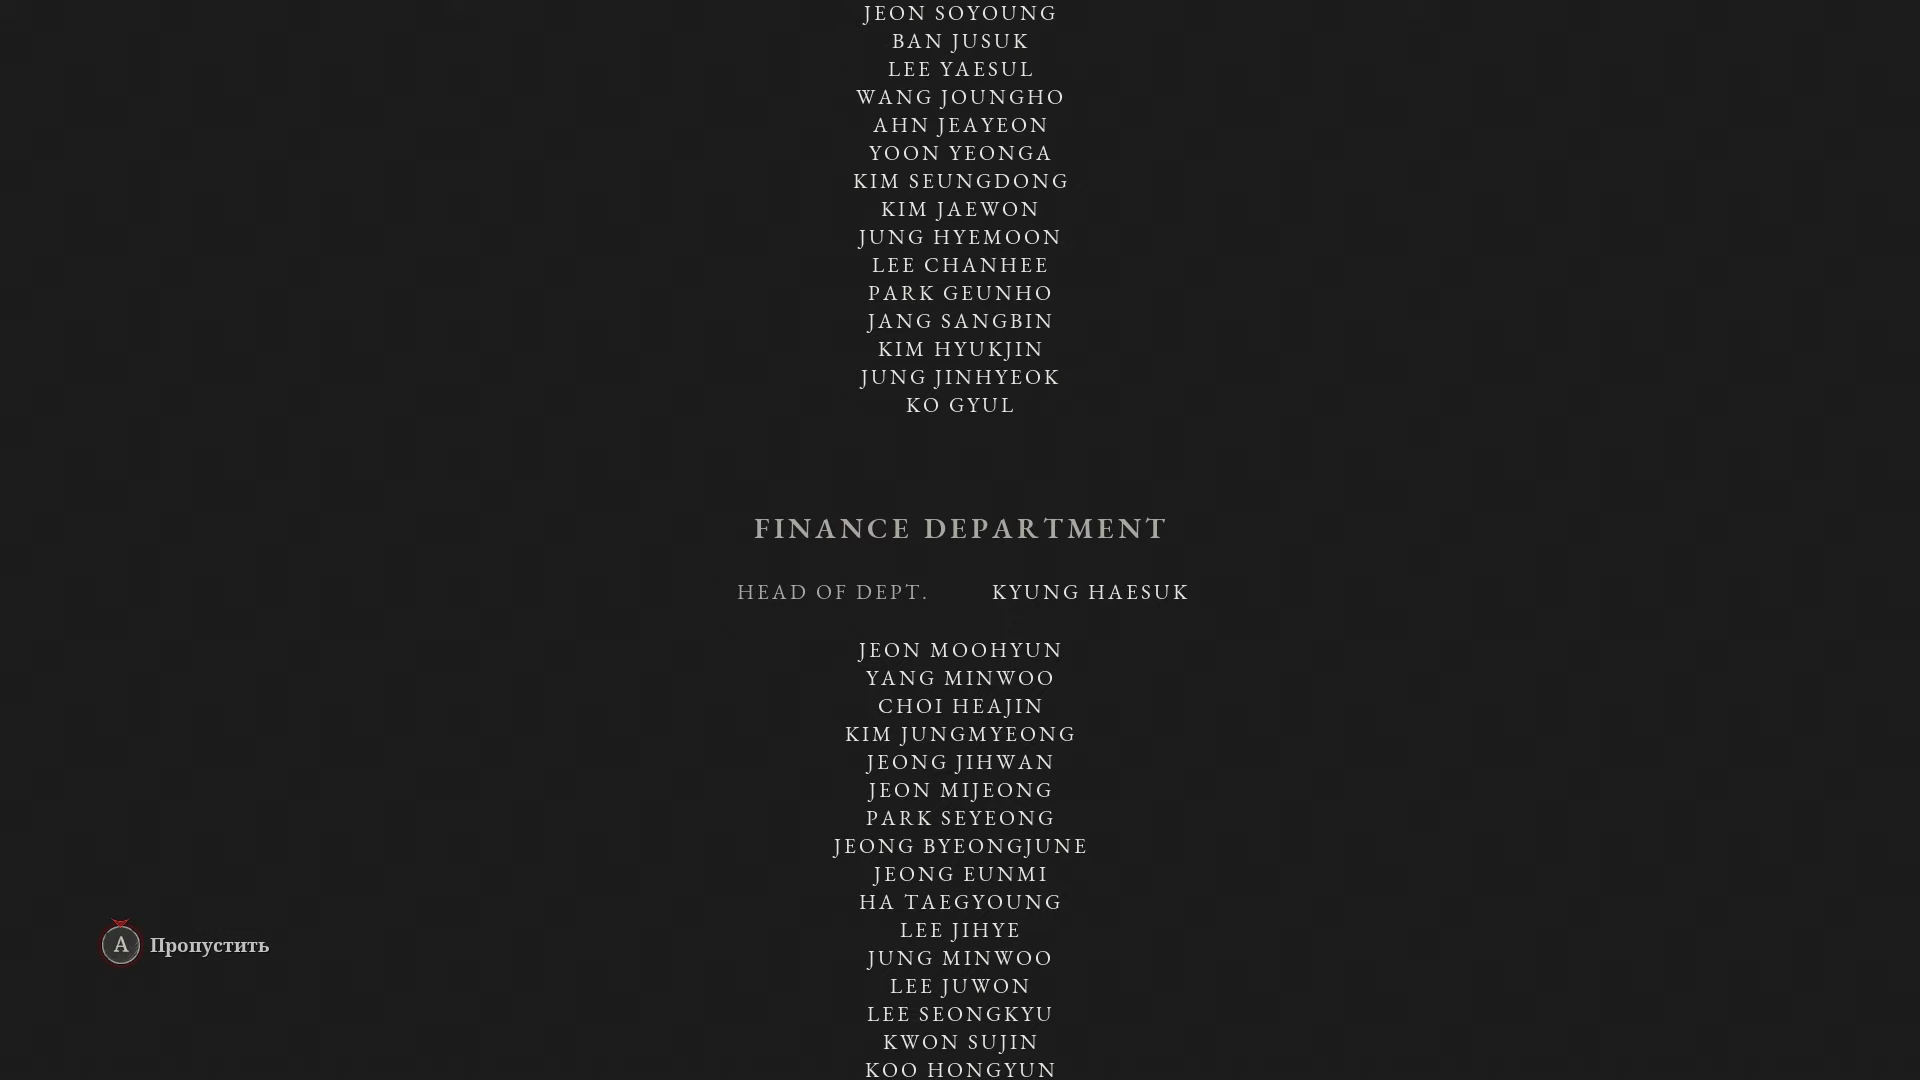 JEON SOYOUNG
BAN JUSUK
LEE YAESUL
WANG JOUNGHO
AHN JEAYEON
YOON YEONGA
KIM SEUNGDONG
KIM JAEWON
JUNG HYEMOON
LEE CHANHEE
PARK GEUNHO
JANG SANGBIN
KIM HYUKJIN
JUNG JINHYEOK
KO GYUL
FINANCE DEPARTMENT
HEAD OF DEPT. KYUNG HAESUK
JEON MOOHYUN
YANG MINWOO
CHOI HEAJIN
KIM JUNGMYEONG
JEONG JIHWAN
JEON MIJEONG
PARK SEYEONG
JEONG BYEONGJUNE
JEONG EUNMI
HA TAEGYOUNG
LEE JIHYE
JUNG MINWOO
LEE JUWON
LEE SEONGKYU
KWON SUJIN
KOO HONGYUN
A Пропустить